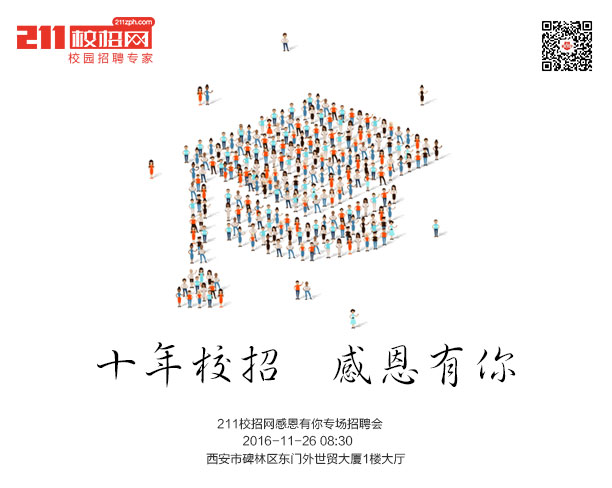 211zph.com
211校招网
校园招聘专家
十年校招 感恩有你
211校招网感恩有你专场招聘会
2016-11-26 08:30
西安市碑林区东门外世贸大厦1楼大厅